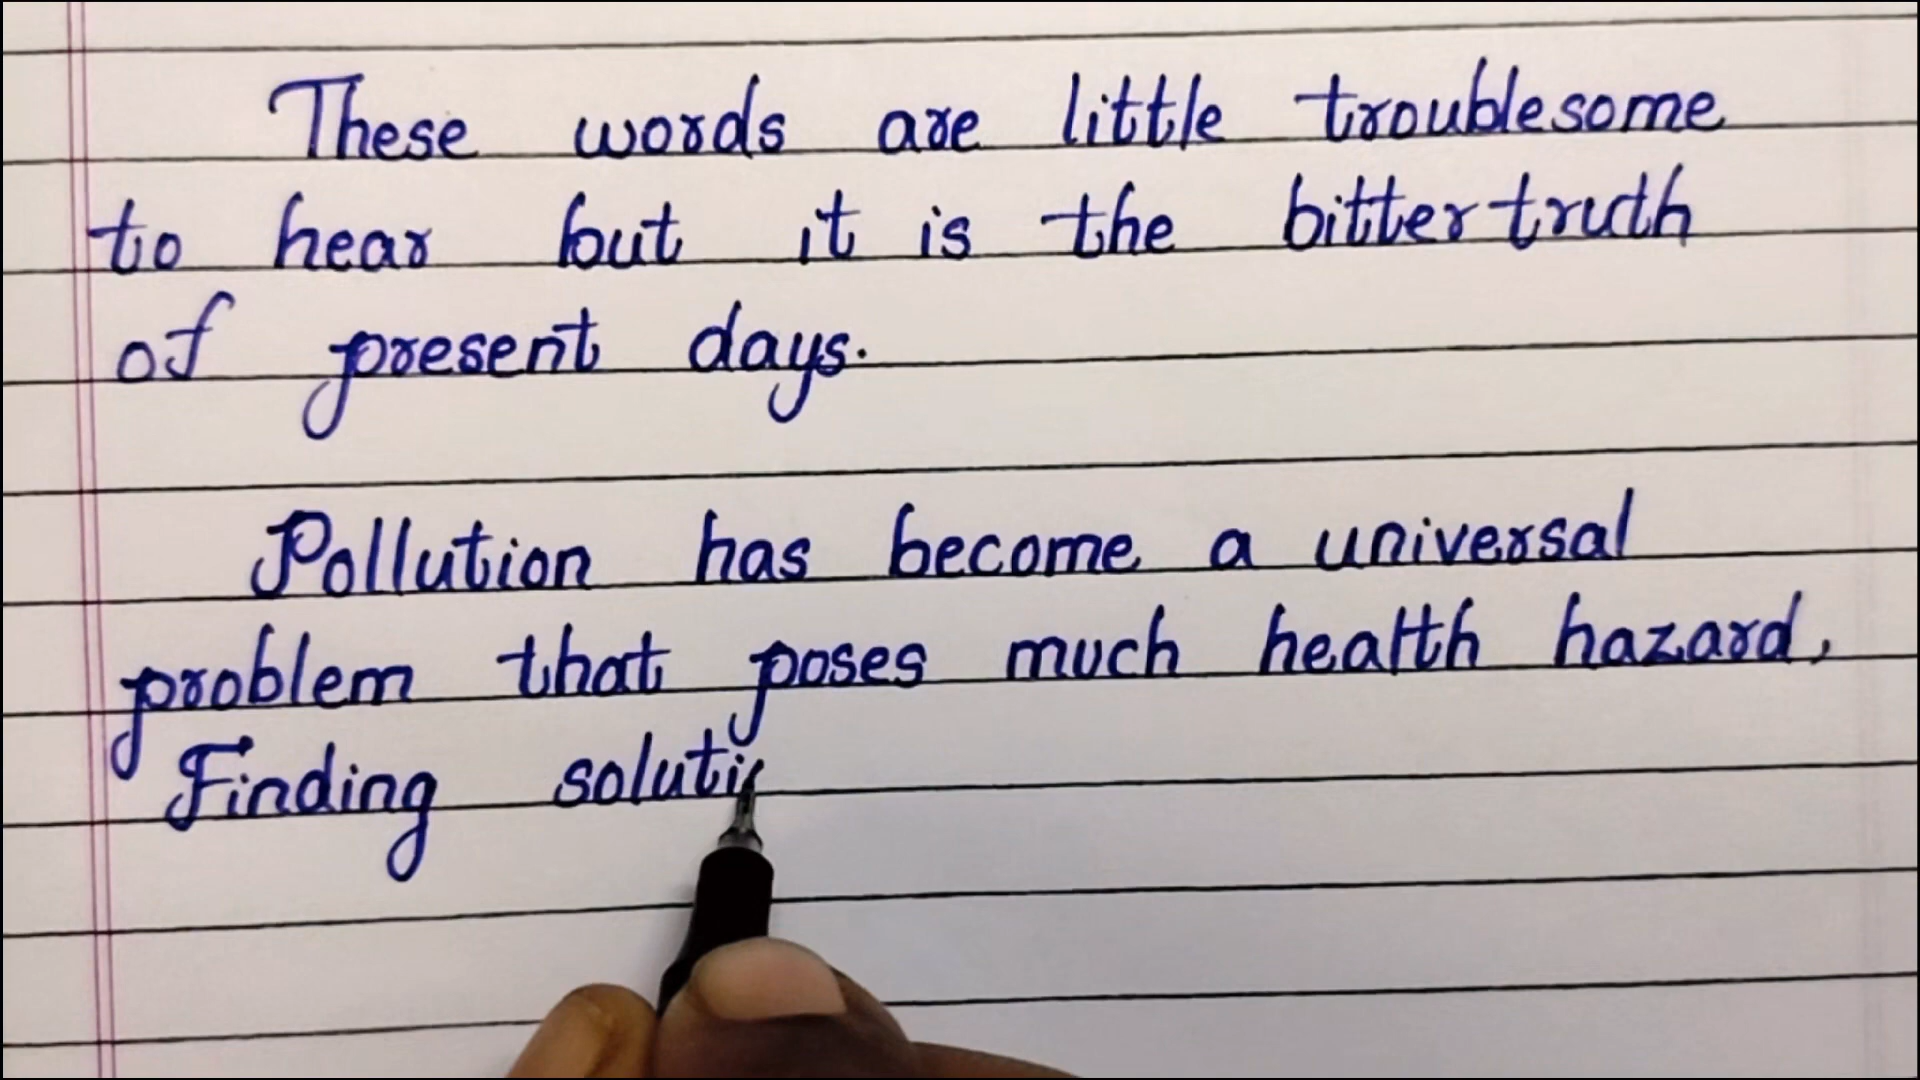 These words are little troublesome
to hear but it is the bitter truth
of present days.
Pollution has become a universal
problem that poses much health hazard,
Finding soluti